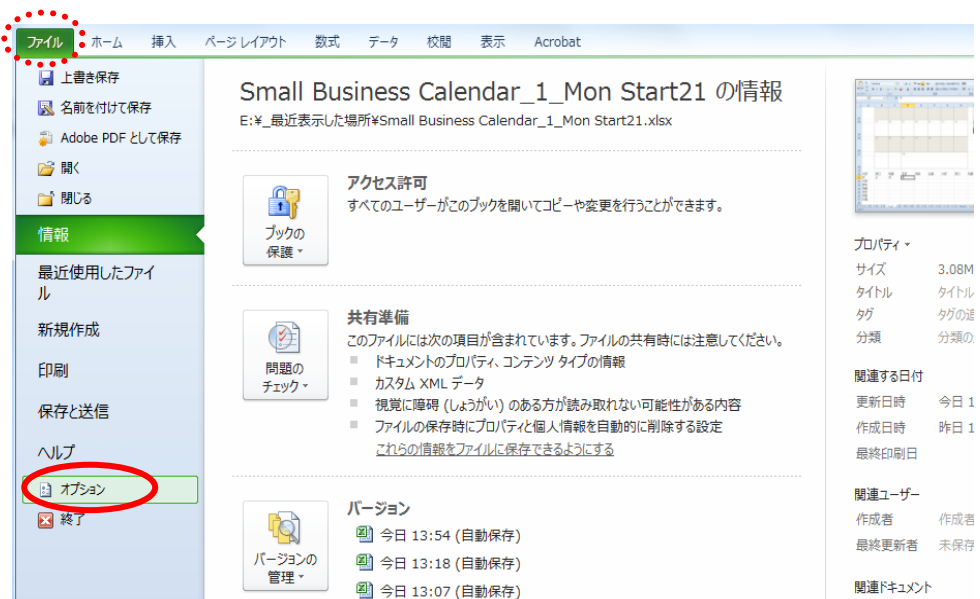 ファイル ホーム 挿入 ページ レイアウト 数式 データ 校閲 表示 Acrobat
上書き保存
名前を付けて保存
Adobe PDF として保存
開く
閉じる
情報
最近使用したファイ
ル
新規作成
印刷
保存と送信
ヘルプ
オプション
終了
Small Business Calendar_1_Mon Start21 の情報
E:¥_最近表示した場所¥Small Business Calendar_1_Mon Start21.xlsx
ブックの
保護
アクセス許可
すべてのユーザーがこのブックを開いてコピーや変更を行うことができます。
問題の
チェック
共有準備
このファイルには次の項目が含まれています。ファイルの共有時には注意してください。
ドキュメントのプロパティ、コンテンツ タイプの情報
カスタム XML データ
視覚に障碍 (しょうがい) のある方が読み取れない可能性がある内容
ファイルの保存時にプロパティと個人情報を自動的に削除する設定
これらの情報をファイルに保存できるようにする
バージョンの
管理
バージョン
今日 13:54 (自動保存)
今日 13:18 (自動保存)
今日 13:07 (自動保存)
プロパティ
サイズ 3.08M
タイトル タイトル
タグ タグの追
分類 分類の
関連する日付
更新日時 今日 1
作成日時 昨日 1
最終印刷日
関連ユーザー
作成者 作成者
最終更新者 未保存
関連ドキュメント